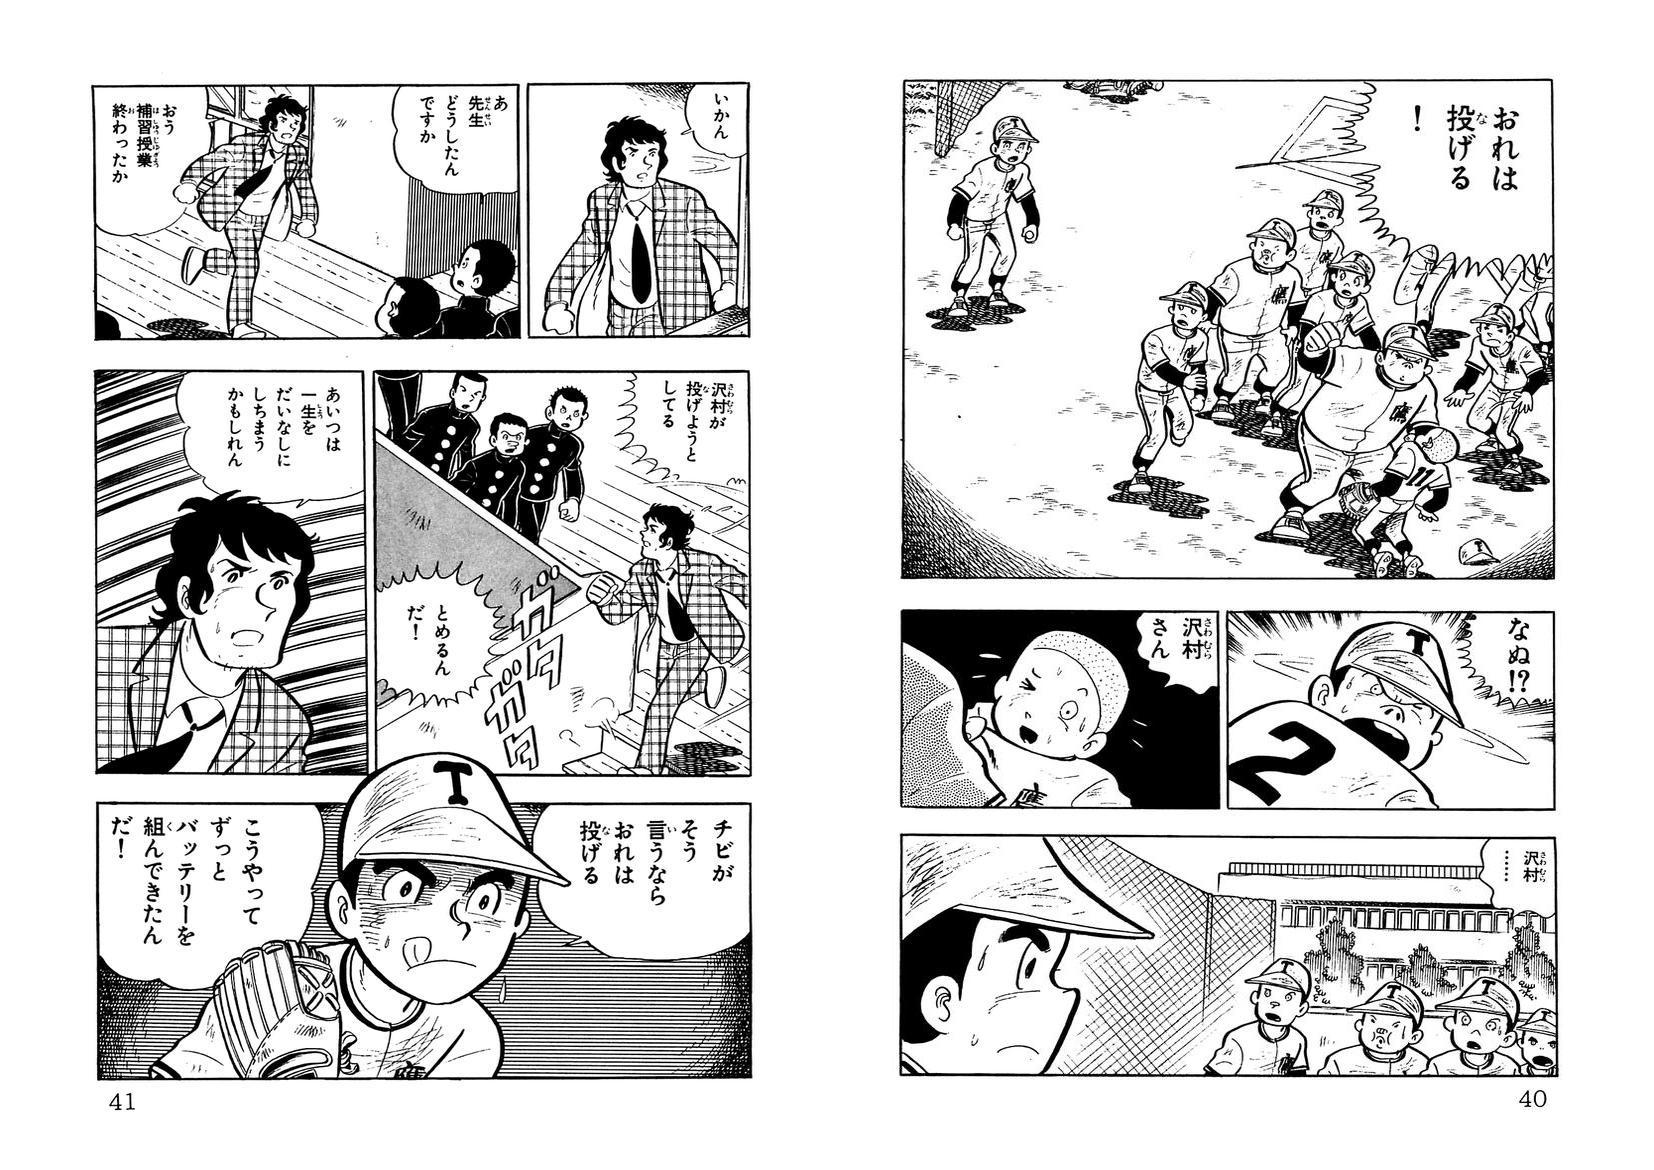 おれは
投げる
！
なぬ!?
沢村
さん
沢村
……
40
いかん
あ
先生
どうしたん
ですか
おう
補習授業
終わったか
沢村が
投げようと
してる
とめるん
だ！
ガタ
ガタ
あいつは
一生を
だいなしに
しちまう
かもしれん
チビが
そう
言うなら
おれは
投げる
こうやって
ずっと
バッテリーを
組んできたん
だ！
41